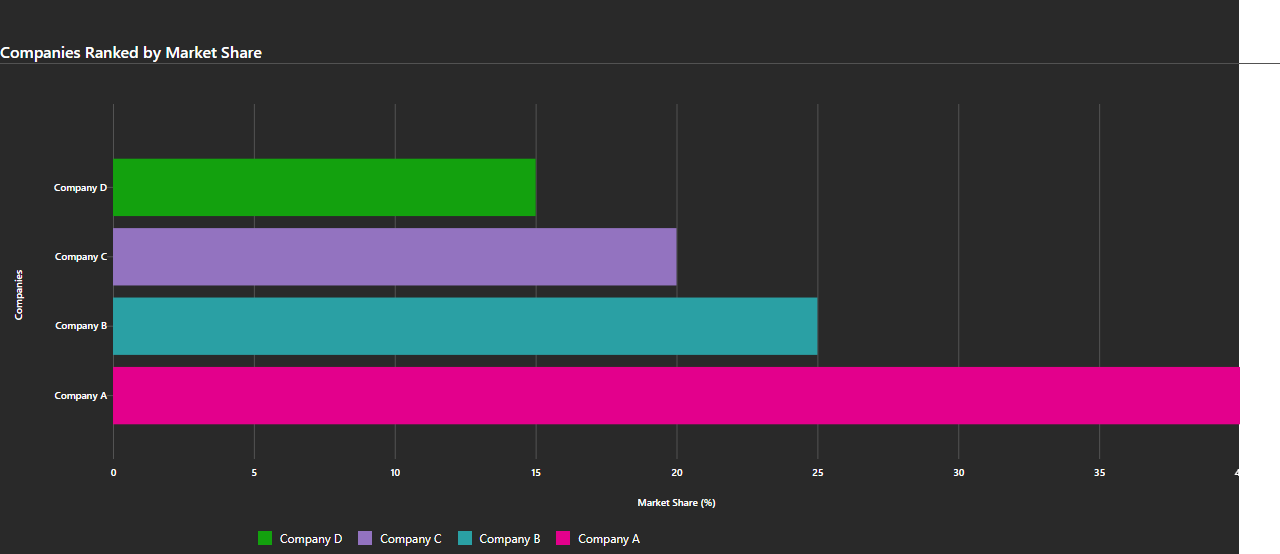 Companies Ranked by Market Share
Company D
Company C
Companies
Company B
Company A
0 5 10 15 20 25 30 35
Market Share (%)
Company D Company C Company B Company A